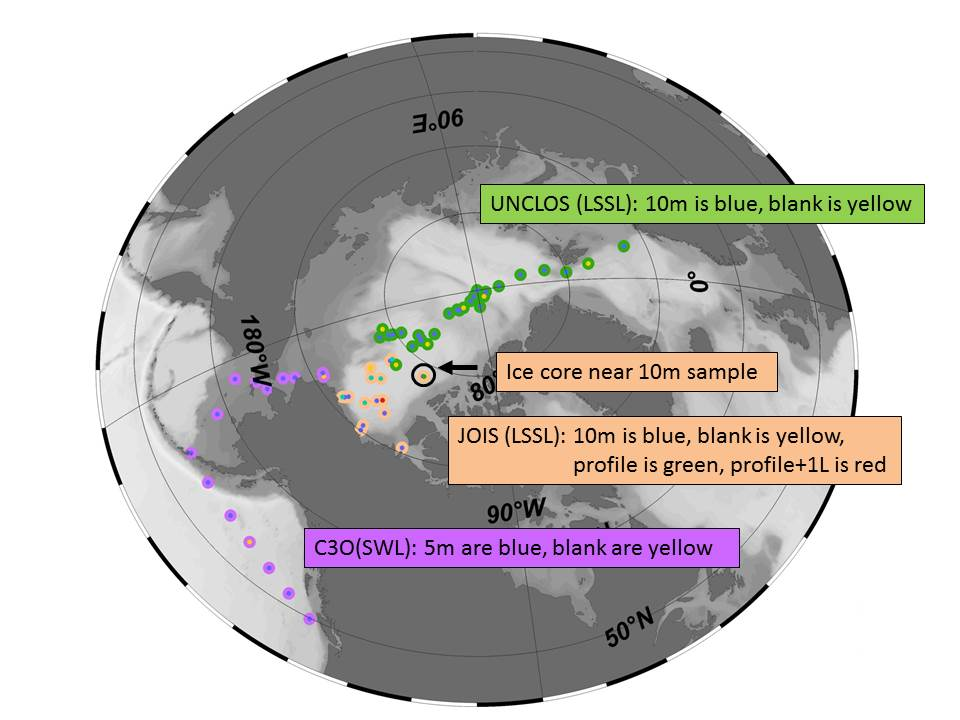 90°E
UNCLOS (LSSL): 10m is blue, blank is yellow
0°
180°W
Ice core near 10m sample
80°
JOIS (LSSL): 10m is blue, blank is yellow,
profile is green, profile+1L is red
90°W
C3O(SWL): 5m are blue, blank are yellow
50°N